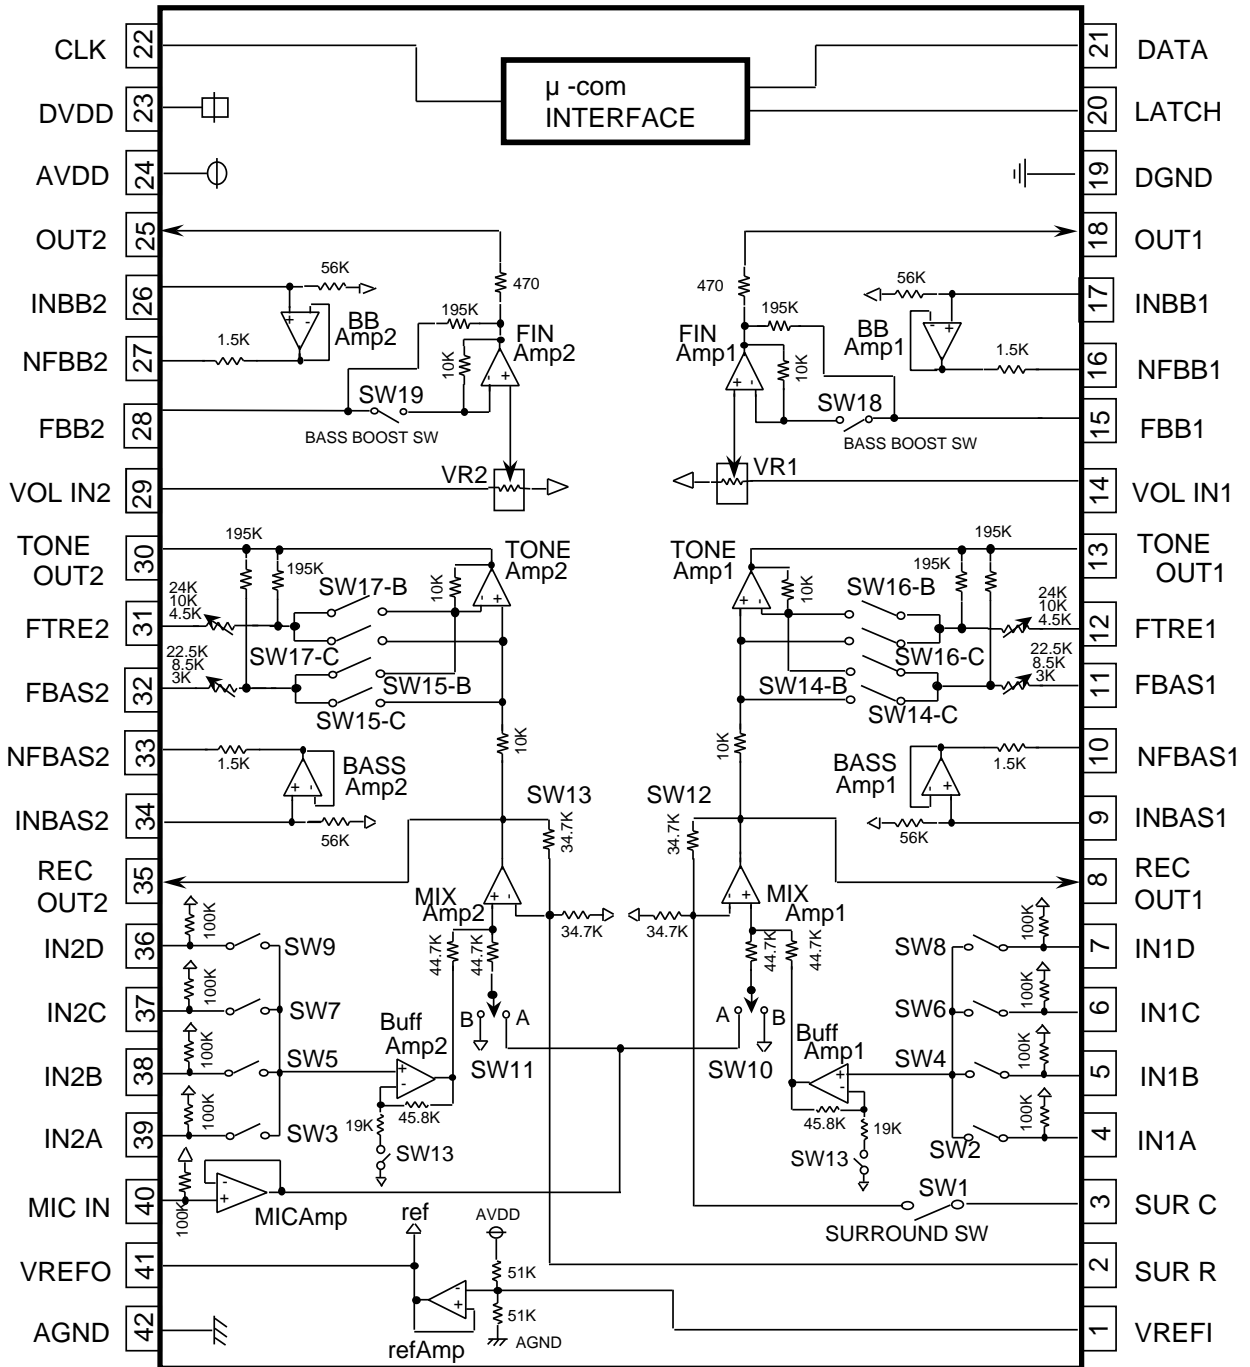 CLK 22
21 DATA
µ -com
INTERFACE
DVDD 23
20 LATCH
AVDD 24
19 DGND
OUT2 25
18 OUT1
56K
470
470
56K
INBB2 26
17 INBB1
195K
195K
BB
Amp2
FIN
Amp2
FIN
Amp1
BB
Amp1
1.5K
1.5K
NFBB2 27
16 NFBB1
10K
10K
SW19
SW18
FBB2 28
15 FBB1
BASS BOOST SW
BASS BOOST SW
VR2
VR1
VOL IN2 29
14 VOL IN1
195K
195K
TONE
OUT2
30
13
TONE
OUT1
TONE
Amp2
TONE
Amp1
195K
195K
10K
10K
SW17-B
SW16-B
24K
10K
4.5K
24K
10K
4.5K
FTRE2 31
12 FTRE1
SW17-C
SW16-C
22.5K
8.5K
3K
22.5K
8.5K
3K
FBAS2 32
11 FBAS1
SW15-B
SW14-B
SW15-C
SW14-C
10K
10K
NFBAS2 33
10 NFBAS1
1.5K
1.5K
BASS
Amp2
BASS
Amp1
SW13
SW12
INBAS2 34
9 INBAS1
56K
56K
34.7K
34.7K
REC
OUT2
35
8
REC
OUT1
MIX
Amp2
MIX
Amp1
34.7K
34.7K
100K
100K
IN2D 36
7 IN1D
SW9
SW8
44.7K
44.7K
44.7K
44.7K
100K
100K
IN2C 37
6 IN1C
SW7
SW6
B A
A B
Buff
Amp2
Buff
Amp1
SW11
SW10
100K
100K
IN2B 38
5 IN1B
SW5
SW4
45.8K
45.8K
19K
19K
100K
100K
IN2A 39
4 IN1A
SW3
SW2
SW13
SW13
MIC IN 40
100K
MICAmp
SW1
3 SUR C
SURROUND SW
ref
AVDD
VREFO 41
51K
2 SUR R
51K
AGND
AGND 42
refAmp
1 VREFI